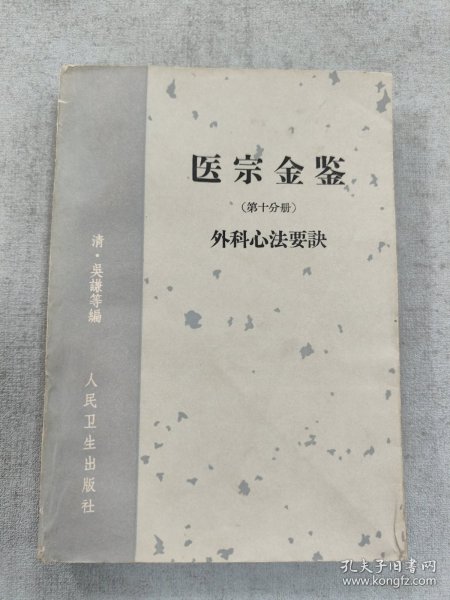 医宗金鉴
(第十分册)
外科心法要訣
清·吳謙等編
人民卫生出版社
孔夫子旧书网
www.kongfz.com